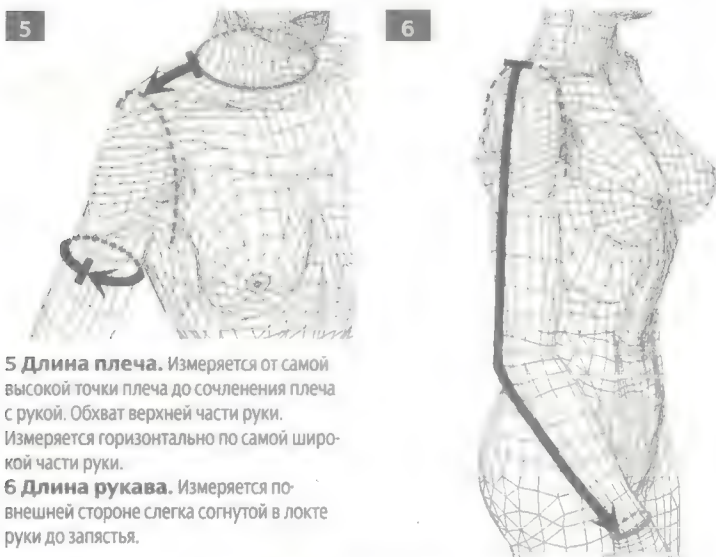 5
6
5 Длина плеча. Измеряется от самой
высокой точки плеча до сочленения плеча
с рукой. Обхват верхней части руки.
Измеряется горизонтально по самой широ-
кой части руки.
6 Длина рукава. Измеряется по-
внешней стороне слегка согнутой в локте
руки до запястья.